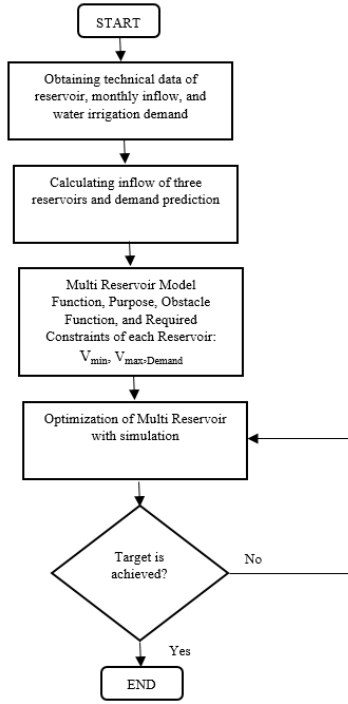 START
Obtaining technical data of
reservoir, monthly inflow, and
water irrigation demand
Calculating inflow of three
reservoirs and demand prediction
Multi Reservoir Model
Function, Purpose, Obstacle
Function, and Required
Constraints of each Reservoir:
Vmin, Vmax,Demand
Optimization of Multi Reservoir
with simulation
Target is
achieved?
No
Yes
END